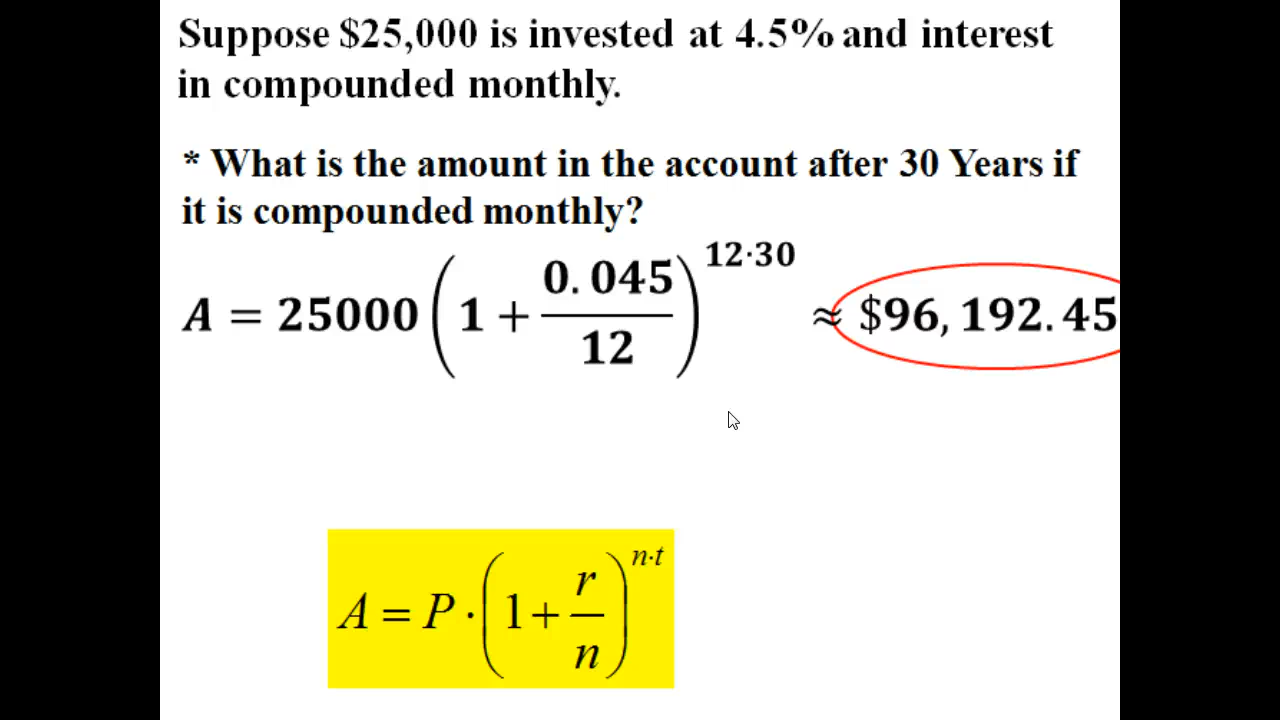 Suppose $25,000 is invested at 4.5% and interest
in compounded monthly.
* What is the amount in the account after 30 Years if
it is compounded monthly?
A = 25000 (1 + 0.045/12)^12·30 ≈ $96,192.45
A = P · (1 + r/n)^n·t